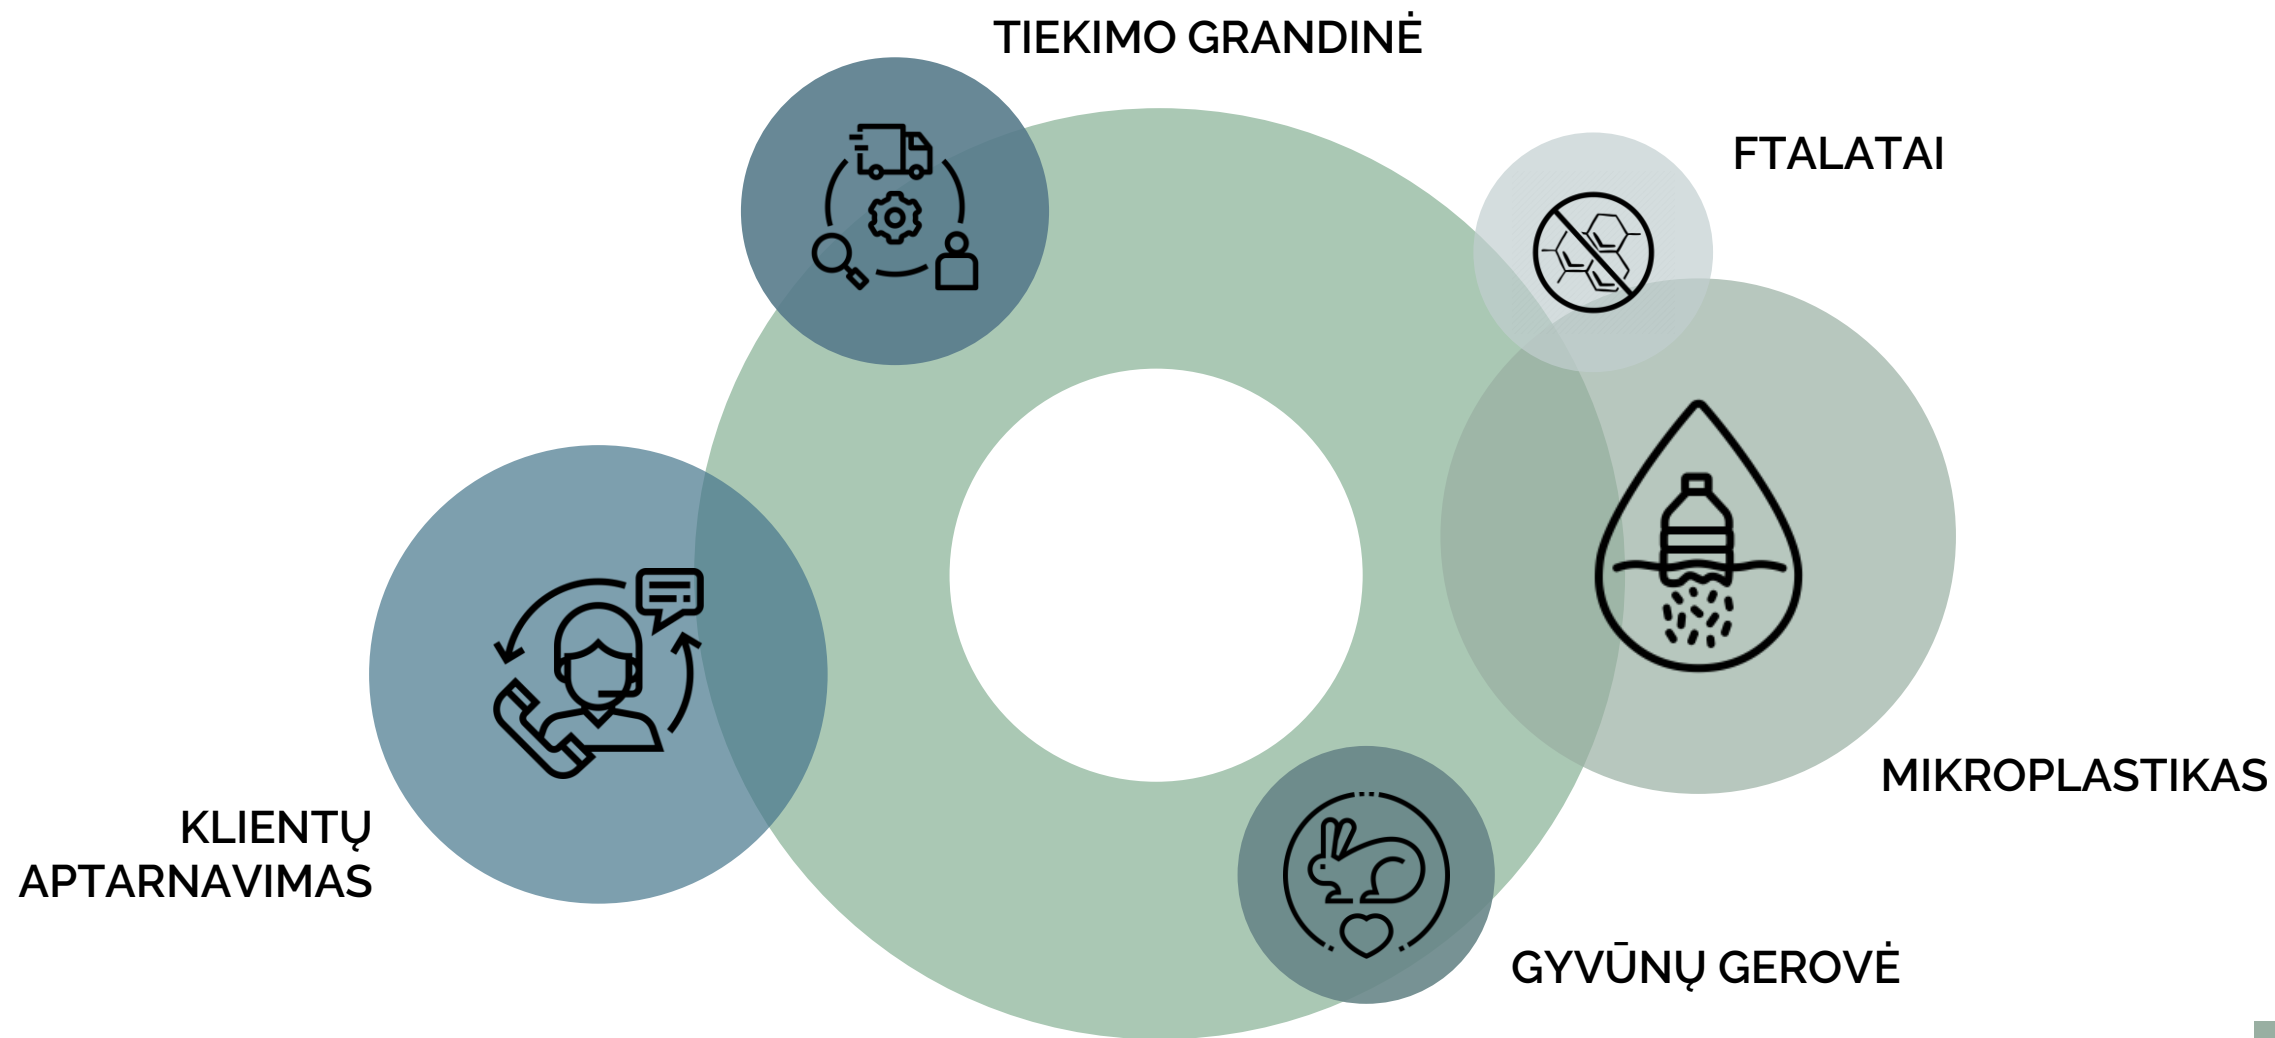 TIEKIMO GRANDINĖ
FTALATAI
MIKROPLASTIKAS
KLIENTŲ
APTARNAVIMAS
GYVŪNŲ GEROVĖ